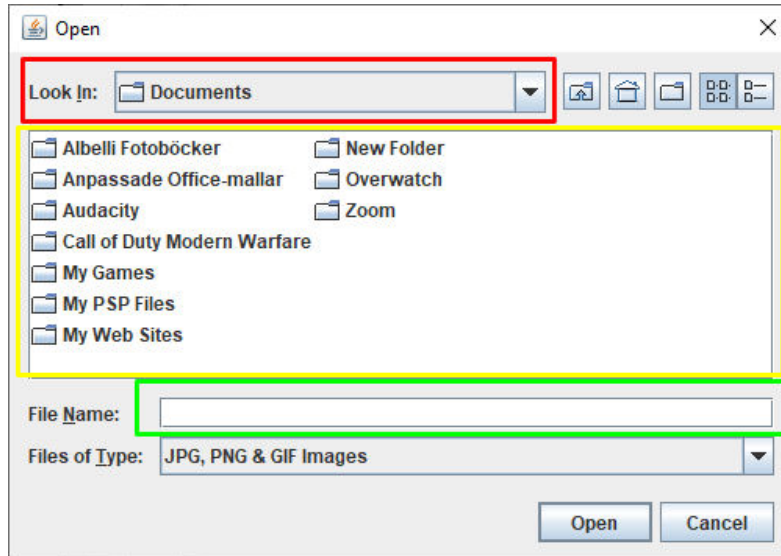 Open
Look In: Documents
Albelli Fotoböcker New Folder
Anpassade Office-mallar Overwatch
Audacity Zoom
Call of Duty Modern Warfare
My Games
My PSP Files
My Web Sites
File Name:
Files of Type: JPG, PNG & GIF Images
Open Cancel